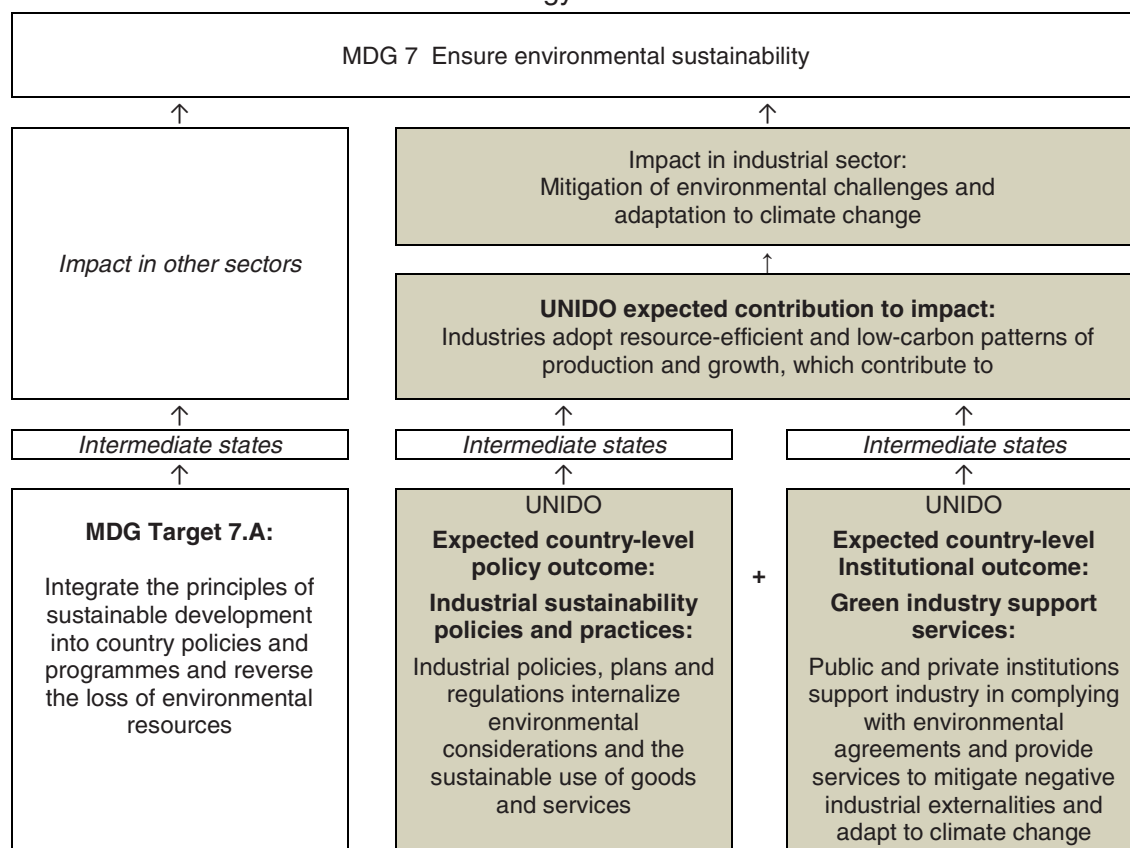 MDG 7 Ensure environmental sustainability
↑
↑
Impact in other sectors
Impact in industrial sector:
Mitigation of environmental challenges and
adaptation to climate change
↑
UNIDO expected contribution to impact:
Industries adopt resource-efficient and low-carbon patterns of
production and growth, which contribute to
↑
↑
↑
Intermediate states
Intermediate states
Intermediate states
↑
↑
↑
MDG Target 7.A:
Integrate the principles of
sustainable development
into country policies and
programmes and reverse
the loss of environmental
resources
UNIDO
Expected country-level
policy outcome:
Industrial sustainability
policies and practices:
Industrial policies, plans and
regulations internalize
environmental
considerations and the
sustainable use of goods
and services
+
UNIDO
Expected country-level
Institutional outcome:
Green industry support
services:
Public and private institutions
support industry in complying
with environmental
agreements and provide
services to mitigate negative
industrial externalities and
adapt to climate change